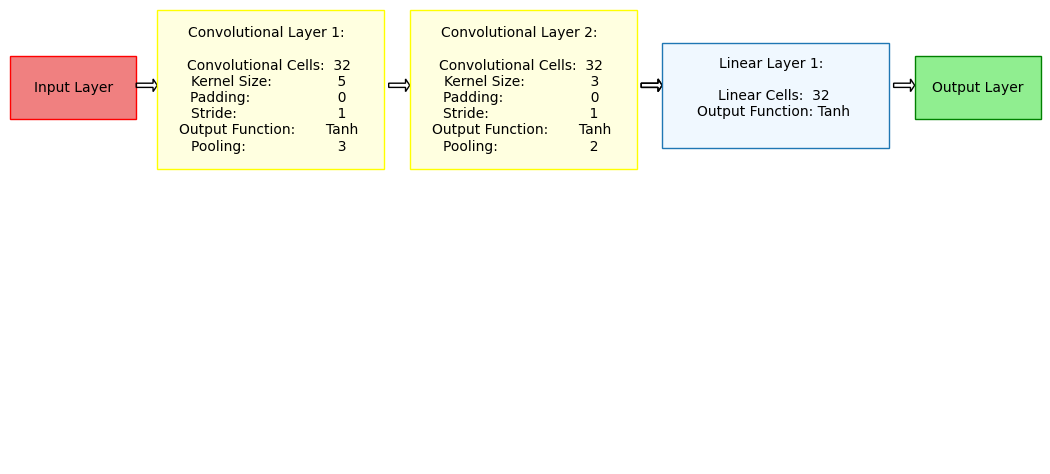 Input Layer
Convolutional Layer 1:
Convolutional Cells: 32
Kernel Size: 5
Padding: 0
Stride: 1
Output Function: Tanh
Pooling: 3
Convolutional Layer 2:
Convolutional Cells: 32
Kernel Size: 3
Padding: 0
Stride: 1
Output Function: Tanh
Pooling: 2
Linear Layer 1:
Linear Cells: 32
Output Function: Tanh
Output Layer